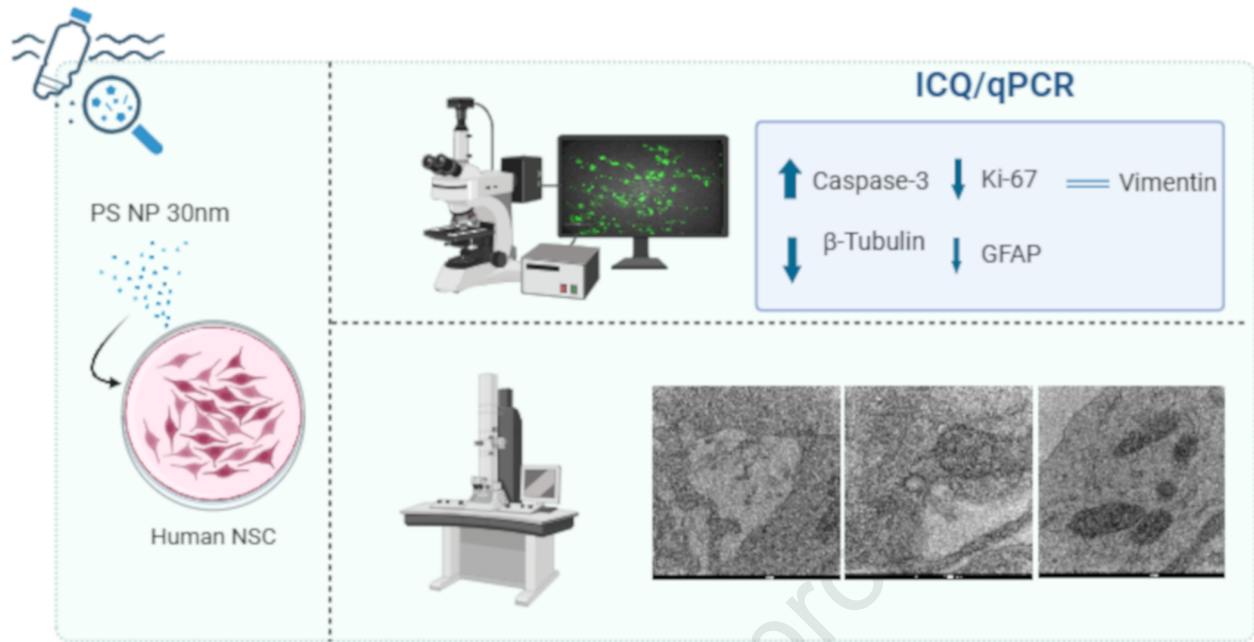 ICQ/qPCR
PS NP 30nm
Human NSC
Caspase-3 Ki-67 Vimentin
β-Tubulin GFAP